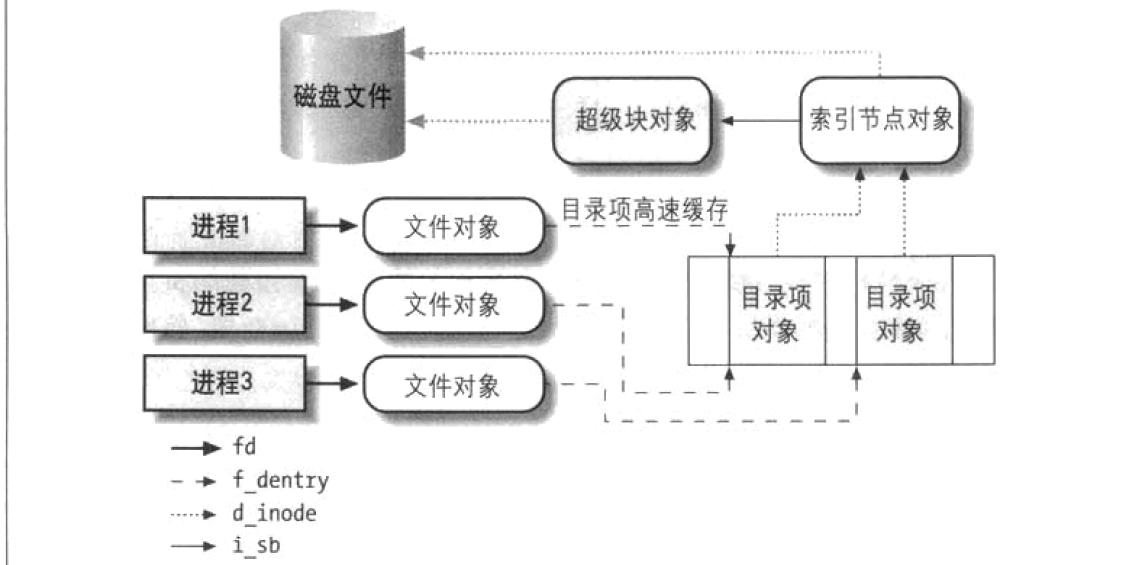 磁盘文件
超级块对象
索引节点对象
进程1
文件对象
目录项高速缓存
进程2
文件对象
目录项
对象
目录项
对象
进程3
文件对象
fd
f_dentry
d_inode
i_sb